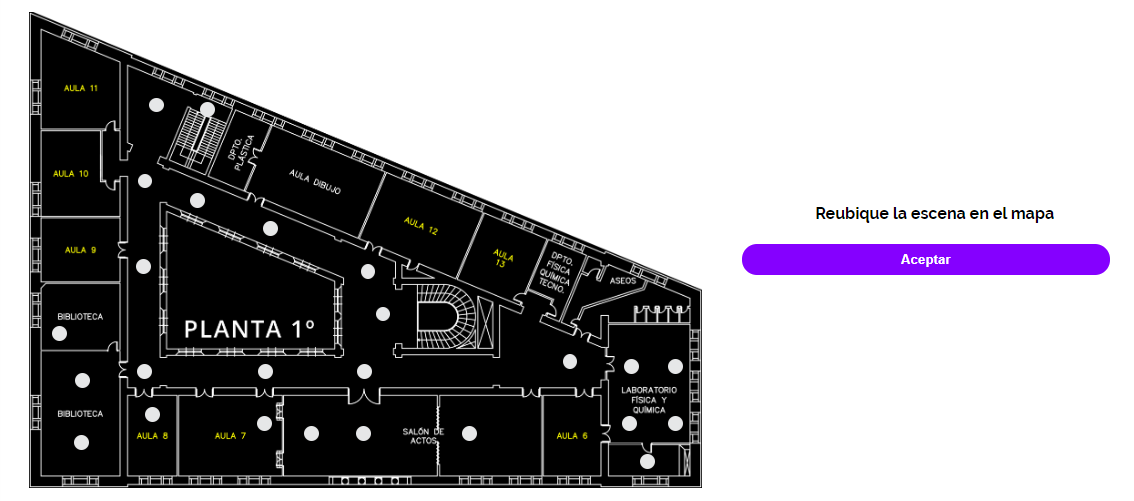 AULA 11
DPTO.
PLÁSTICA
AULA 10
AULA DIBUJO
AULA 12
AULA
13
DPTO.
FÍSICA
QUÍMICA
TECNO.
ASEOS
AULA 9
BIBLIOTECA
PLANTA 1º
LABORATORIO
FÍSICA Y
QUÍMICA
BIBLIOTECA
AULA 8
AULA 7
SALÓN DE
ACTOS
AULA 6
Reubique la escena en el mapa
Aceptar